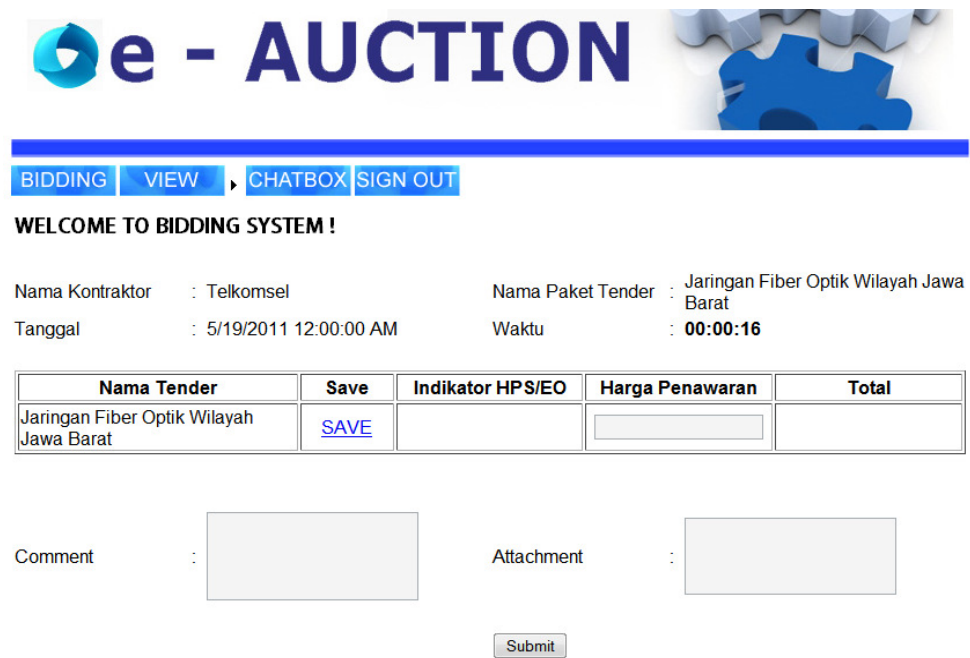 e - AUCTION
BIDDING VIEW CHATBOX SIGN OUT
WELCOME TO BIDDING SYSTEM !
Nama Kontraktor : Telkomsel Nama Paket Tender : Jaringan Fiber Optik Wilayah Jawa
Barat
Tanggal : 5/19/2011 12:00:00 AM Waktu : 00:00:16
Nama Tender Save Indikator HPS/EO Harga Penawaran Total
Jaringan Fiber Optik Wilayah
Jawa Barat SAVE
Comment : Attachment :
Submit